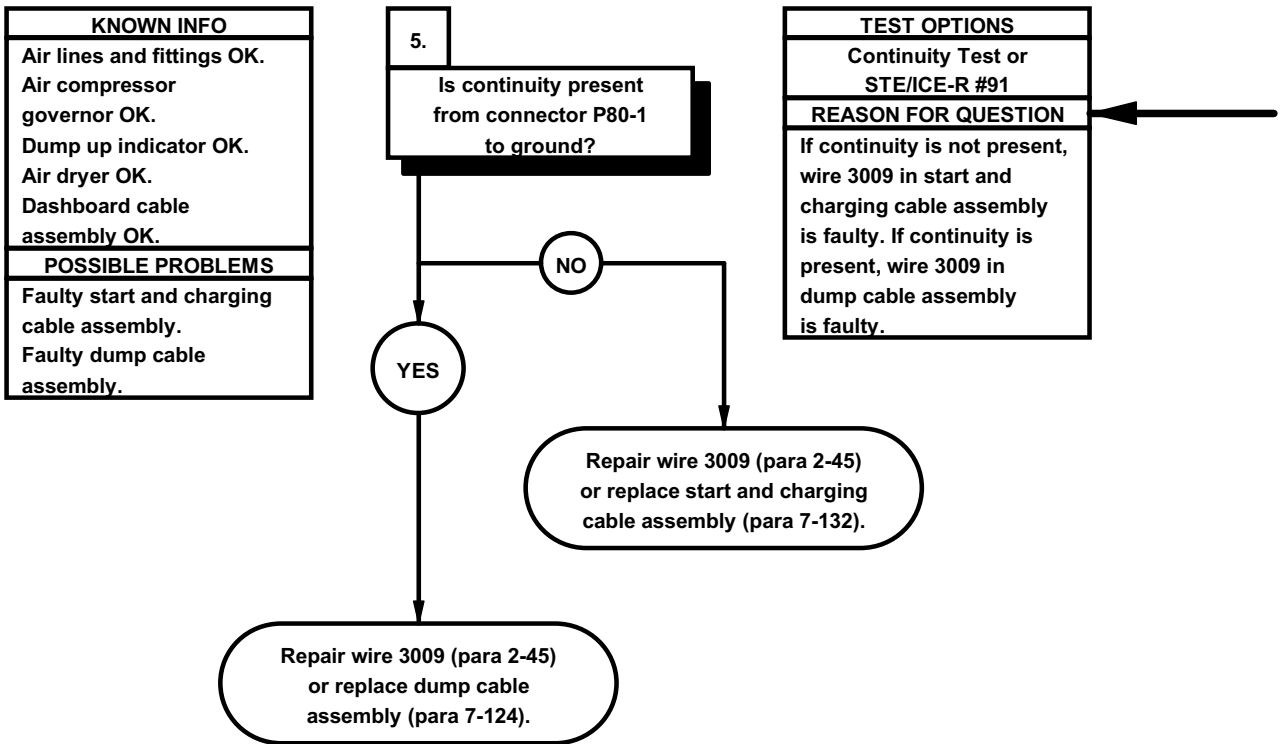 KNOWN INFO
Air lines and fittings OK.
Air compressor
governor OK.
Dump up indicator OK.
Air dryer OK.
Dashboard cable
assembly OK.
POSSIBLE PROBLEMS
Faulty start and charging
cable assembly.
Faulty dump cable
assembly.
5.
Is continuity present
from connector P80-1
to ground?
TEST OPTIONS
Continuity Test or
STE/ICE-R #91
REASON FOR QUESTION
If continuity is not present,
wire 3009 in start and
charging cable assembly
is faulty. If continuity is
present, wire 3009 in
dump cable assembly
is faulty.
NO
YES
Repair wire 3009 (para 2-45)
or replace start and charging
cable assembly (para 7-132).
Repair wire 3009 (para 2-45)
or replace dump cable
assembly (para 7-124).